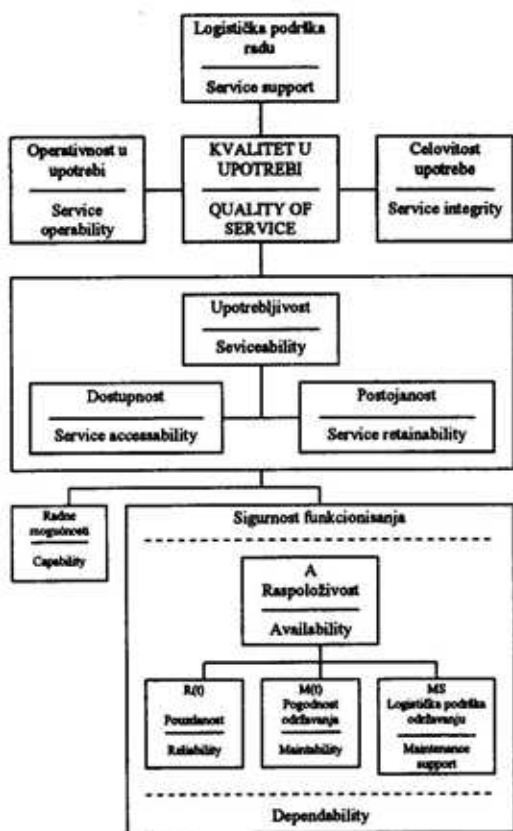 Logistička podrška
radu
Service support
Operativnost u
upotrebi
Service
operability
KVALITET U
UPOTREBI
QUALITY OF
SERVICE
Celovitost
upotrebe
Service integrity
Upotrebljivost
Seviceability
Dostupnost
Service accessability
Postojanost
Service retainability
Radne
mogućnosti
Capability
Sigurnost funkcionisanja
A
Raspoloživost
Availability
R(t)
Pouzdanost
Reliability
M(t)
Pogodnost
održavanja
Maintability
MS
Logistička podrška
održavanju
Maintenance
support
Dependability